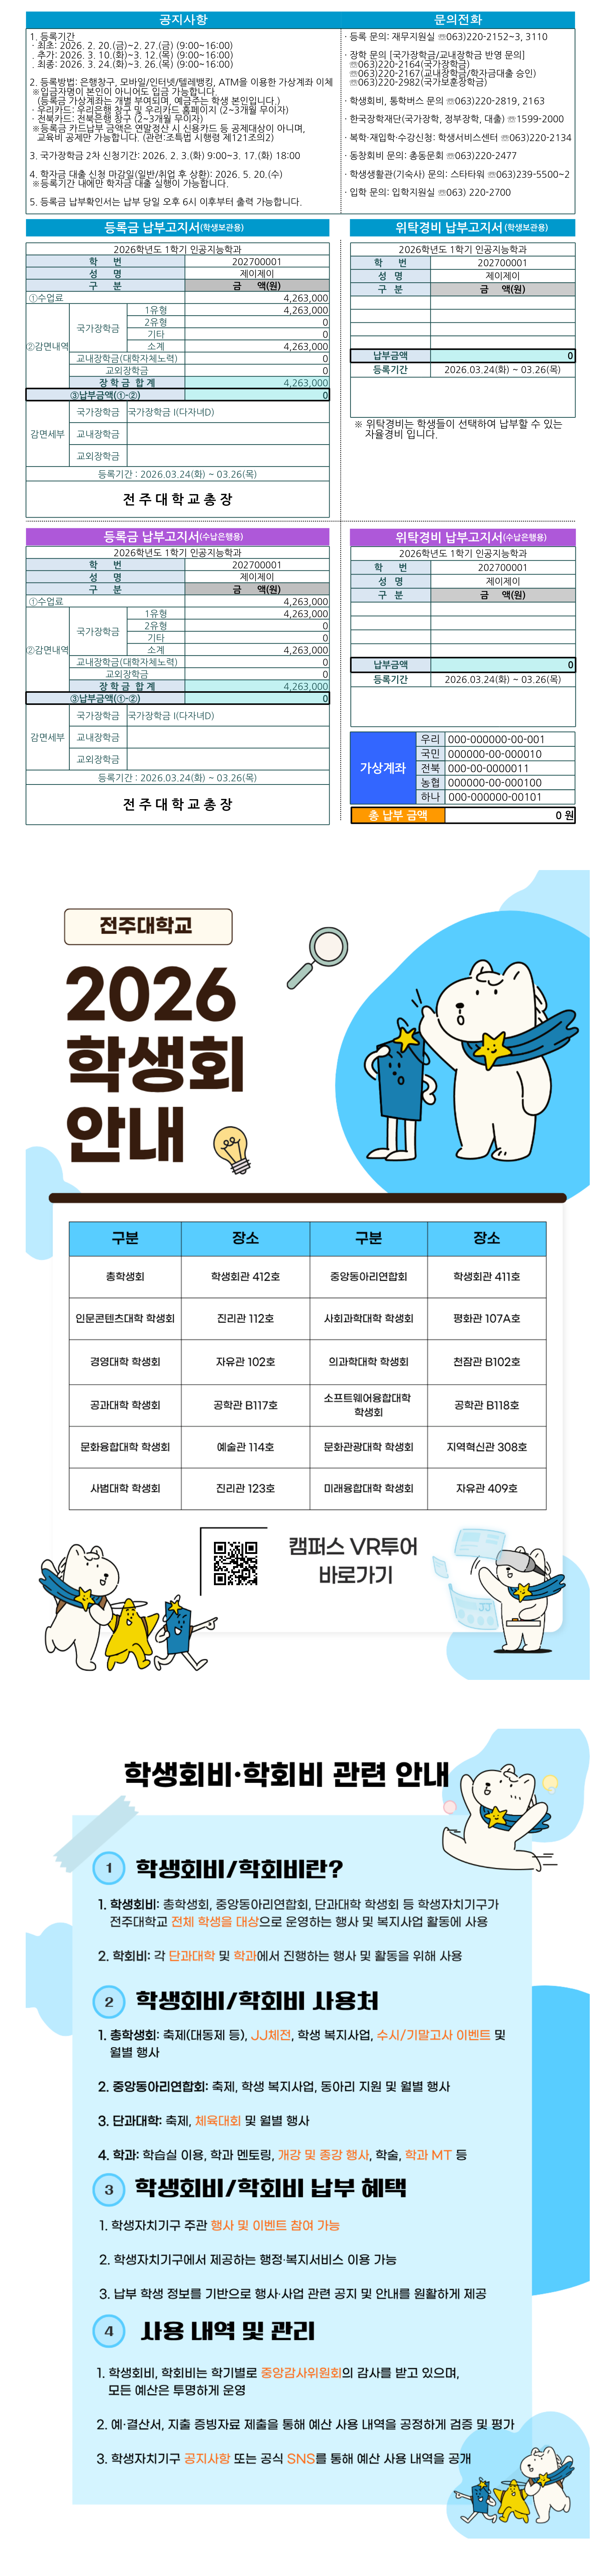 공지사항
1. 등록기간
· 최초: 2026. 2. 20.(금)~2. 27.(금) (9:00~16:00)
· 추가: 2026. 3. 10.(화)~3. 12.(목) (9:00~16:00)
· 최종: 2026. 3. 24.(화)~3. 26.(목) (9:00~16:00)
2. 등록방법: 은행창구, 모바일/인터넷/텔레뱅킹, ATM을 이용한 가상계좌 이체
※입금자명이 본인이 아니어도 입금 가능합니다.
(등록금 가상계좌는 개별 부여되며, 예금주는 학생 본인입니다.)
· 우리카드: 우리은행 창구 및 우리카드 홈페이지 (2~3개월 무이자)
· 전북카드: 전북은행 창구 (2~3개월 무이자)
※등록금 카드납부 금액은 연말정산 시 신용카드 등 공제대상이 아니며,
교육비 공제만 가능합니다. (관련:조특법 시행령 제121조의2)
3. 국가장학금 2차 신청기간: 2026. 2. 3.(화) 9:00~3. 17.(화) 18:00
4. 학자금 대출 신청 마감일(일반/취업 후 상환): 2026. 5. 20.(수)
※등록기간 내에만 학자금 대출 실행이 가능합니다.
5. 등록금 납부확인서는 납부 당일 오후 6시 이후부터 출력 가능합니다.
문의전화
· 등록 문의: 재무지원실 ☏063)220-2152~3, 3110
· 장학 문의 [국가장학금/교내장학금 반영 문의]
☏063)220-2164(국가장학금)
☏063)220-2167(교내장학금/학자금대출 승인)
☏063)220-2982(국가보훈장학금)
· 학생회비, 통학버스 문의 ☏063)220-2819, 2163
· 한국장학재단(국가장학, 정부장학, 대출) ☏1599-2000
· 복학·재입학·수강신청: 학생서비스센터 ☏063)220-2134
· 동창회비 문의: 총동문회 ☏063)220-2477
· 학생생활관(기숙사) 문의: 스타타워 ☏063)239-5500~2
· 입학 문의: 입학지원실 ☏063) 220-2700
등록금 납부고지서(학생보관용)
2026학년도 1학기 인공지능학과
학 번 202700001
성 명 제이제이
구 분 금 액(원)
①수업료 4,263,000
②감면내역 국가장학금 1유형 4,263,000
2유형 0
기타 0
소계 4,263,000
교내장학금(대학자체노력) 0
교외장학금 0
장 학 금 합 계 4,263,000
③납부금액(①-②) 0
감면세부 국가장학금 국가장학금 I(다자녀D)
교내장학금
교외장학금
등록기간 : 2026.03.24(화) ~ 03.26(목)
전 주 대 학 교 총 장
위탁경비 납부고지서 (학생보관용)
2026학년도 1학기 인공지능학과
학 번 202700001
성 명 제이제이
구 분 금 액(원)
납부금액 0
등록기간 2026.03.24(화) ~ 03.26(목)
※ 위탁경비는 학생들이 선택하여 납부할 수 있는
자율경비 입니다.
등록금 납부고지서(수납은행용)
2026학년도 1학기 인공지능학과
학 번 202700001
성 명 제이제이
구 분 금 액(원)
①수업료 4,263,000
②감면내역 국가장학금 1유형 4,263,000
2유형 0
기타 0
소계 4,263,000
교내장학금(대학자체노력) 0
교외장학금 0
장 학 금 합 계 4,263,000
③납부금액(①-②) 0
감면세부 국가장학금 국가장학금 I(다자녀D)
교내장학금
교외장학금
등록기간 : 2026.03.24(화) ~ 03.26(목)
전 주 대 학 교 총 장
위탁경비 납부고지서(수납은행용)
2026학년도 1학기 인공지능학과
학 번 202700001
성 명 제이제이
구 분 금 액(원)
납부금액 0
등록기간 2026.03.24(화) ~ 03.26(목)
가상계좌 우리 000-000000-00-001
국민 000000-00-000010
전북 000-00-0000011
농협 000000-00-000100
하나 000-000000-00101
총 납부 금액 0 원
전주대학교
2026
학생회
안내
구분 장소 구분 장소
총학생회 학생회관 412호 중앙동아리연합회 학생회관 411호
인문콘텐츠대학 학생회 진리관 112호 사회과학대학 학생회 평화관 107A호
경영대학 학생회 자유관 102호 의과학대학 학생회 천잠관 B102호
공과대학 학생회 공학관 B117호 소프트웨어융합대학 학생회 공학관 B118호
문화융합대학 학생회 예술관 114호 문화관광대학 학생회 지역혁신관 308호
사범대학 학생회 진리관 123호 미래융합대학 학생회 자유관 409호
캠퍼스 VR투어
바로가기
JJ
학생회비·학회비 관련 안내
1 학생회비/학회비란?
1. 학생회비: 총학생회, 중앙동아리연합회, 단과대학 학생회 등 학생자치기구가
전주대학교 전체 학생을 대상으로 운영하는 행사 및 복지사업 활동에 사용
2. 학회비: 각 단과대학 및 학과에서 진행하는 행사 및 활동을 위해 사용
2 학생회비/학회비 사용처
1. 총학생회: 축제(대동제 등), JJ체전, 학생 복지사업, 수시/기말고사 이벤트 및
월별 행사
2. 중앙동아리연합회: 축제, 학생 복지사업, 동아리 지원 및 월별 행사
3. 단과대학: 축제, 체육대회 및 월별 행사
4. 학과: 학습실 이용, 학과 멘토링, 개강 및 종강 행사, 학술, 학과 MT 등
3 학생회비/학회비 납부 혜택
1. 학생자치기구 주관 행사 및 이벤트 참여 가능
2. 학생자치기구에서 제공하는 행정·복지서비스 이용 가능
3. 납부 학생 정보를 기반으로 행사·사업 관련 공지 및 안내를 원활하게 제공
4 사용 내역 및 관리
1. 학생회비, 학회비는 학기별로 중앙감사위원회의 감사를 받고 있으며,
모든 예산은 투명하게 운영
2. 예·결산서, 지출 증빙자료 제출을 통해 예산 사용 내역을 공정하게 검증 및 평가
3. 학생자치기구 공지사항 또는 공식 SNS를 통해 예산 사용 내역을 공개